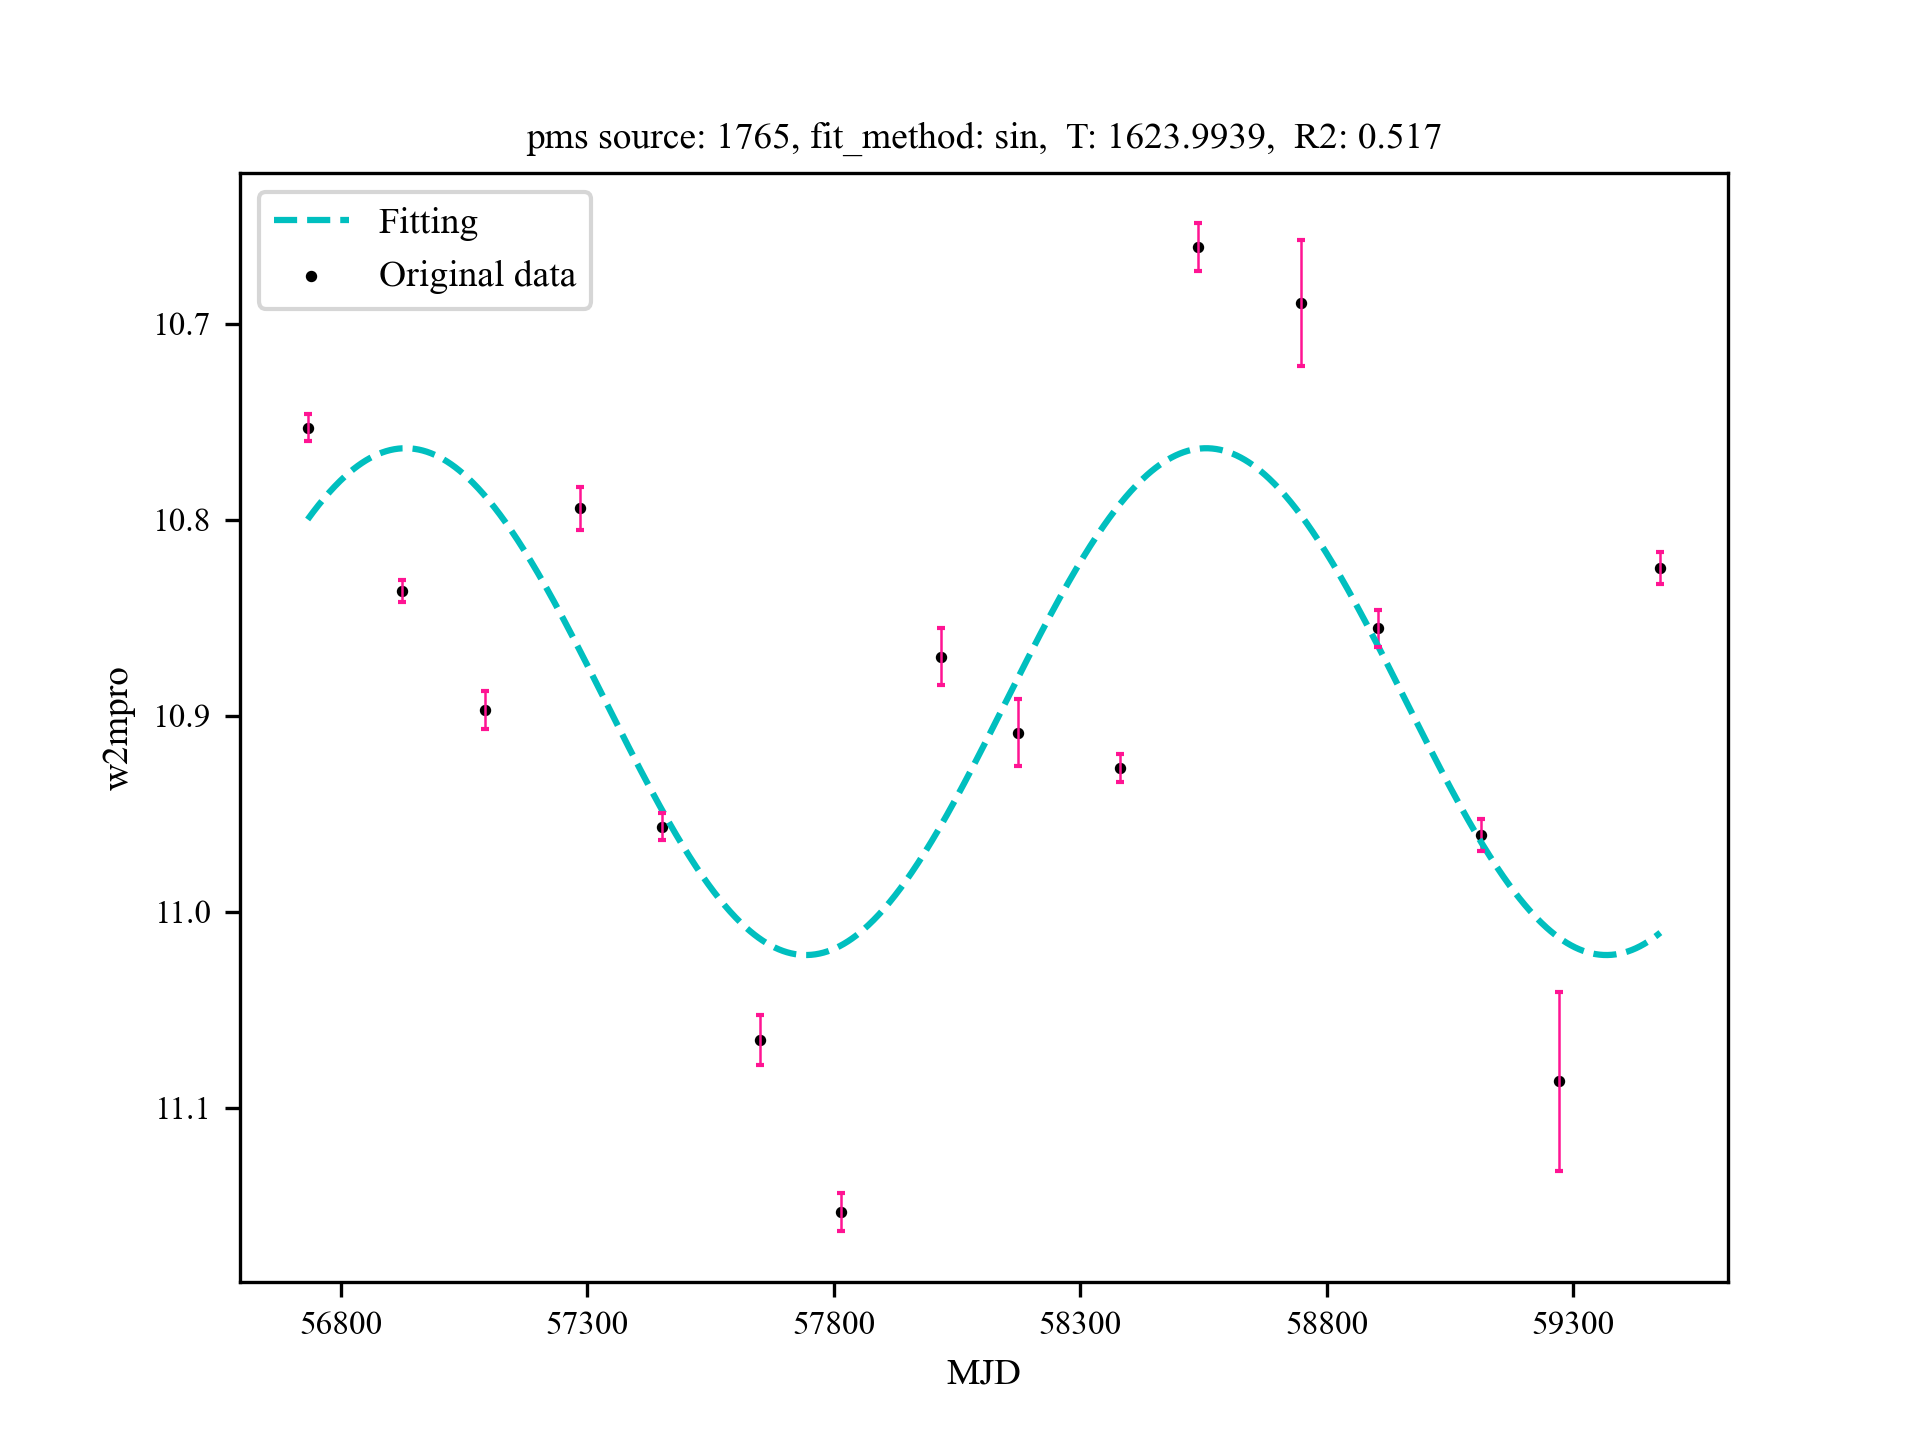 pms source: 1765, fit_method: sin,  T: 1623.9939,  R2: 0.517
Fitting
Original data
10.7
10.8
10.9
11.0
11.1
w2mpro
56800 57300 57800 58300 58800 59300
MJD